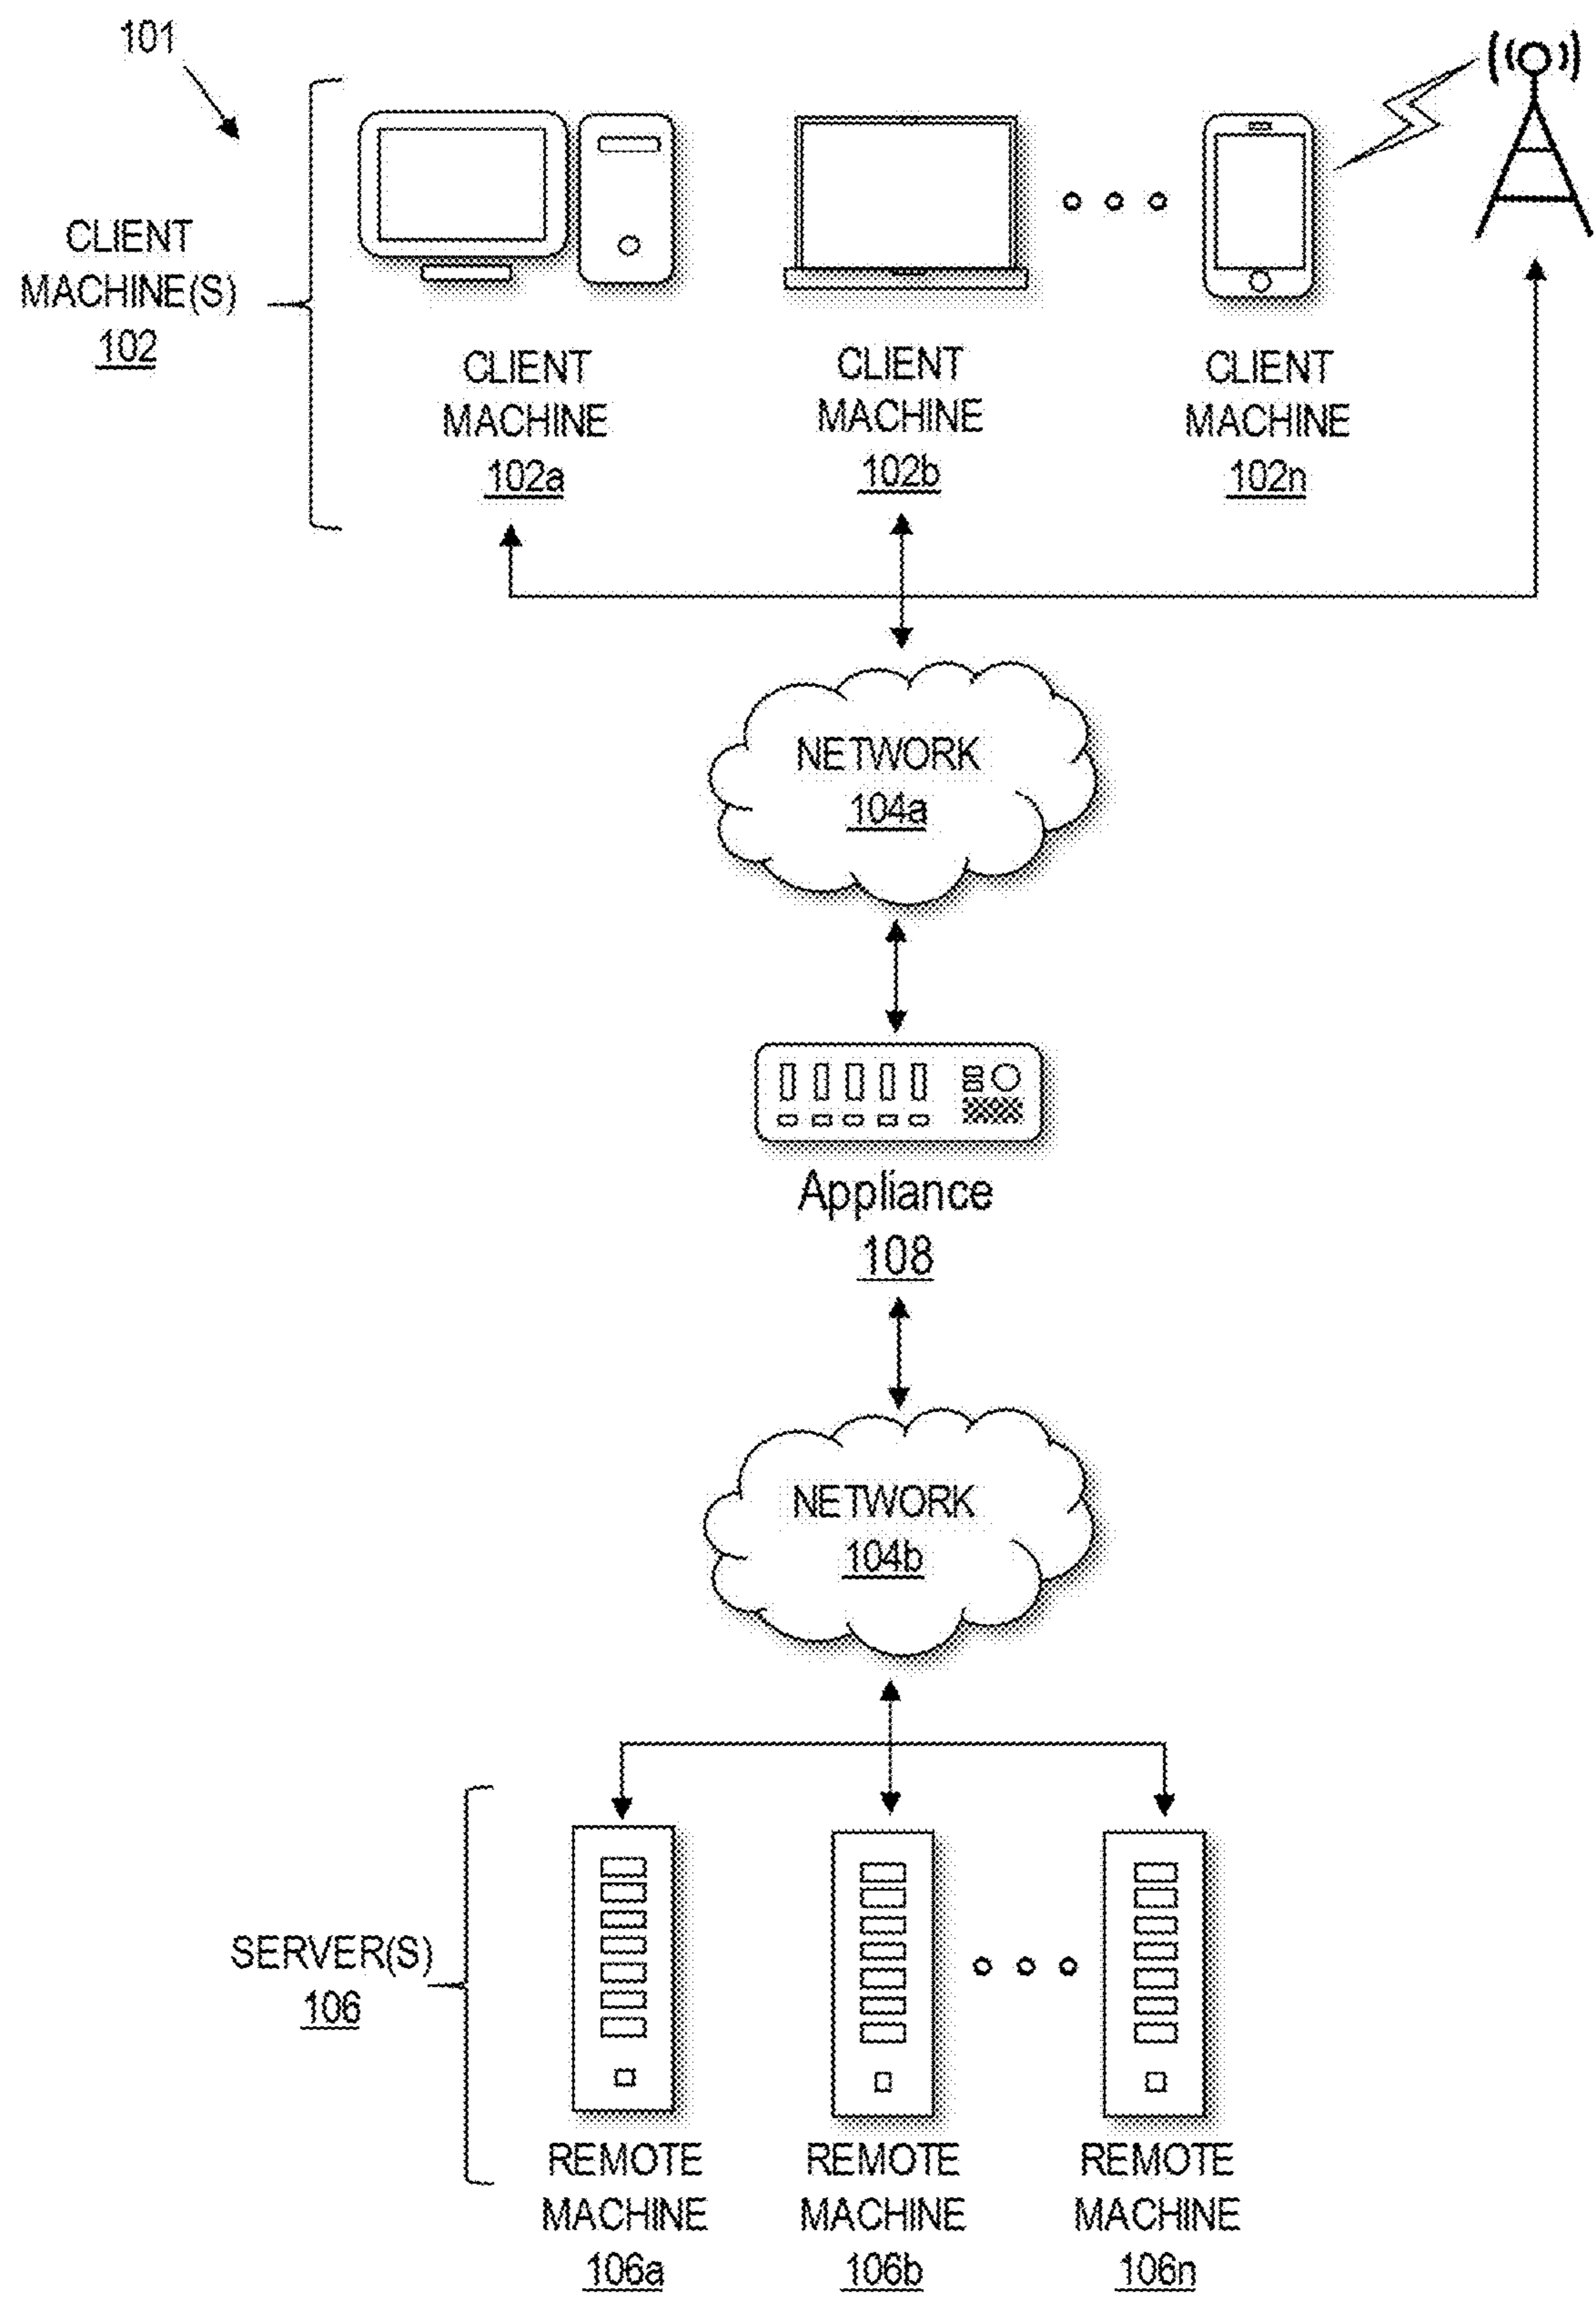 101
CLIENT
MACHINE(S)
102
CLIENT
MACHINE
102a
CLIENT
MACHINE
102b
CLIENT
MACHINE
102n
NETWORK
104a
Appliance
108
NETWORK
104b
SERVER(S)
106
REMOTE
MACHINE
106a
REMOTE
MACHINE
106b
REMOTE
MACHINE
106n